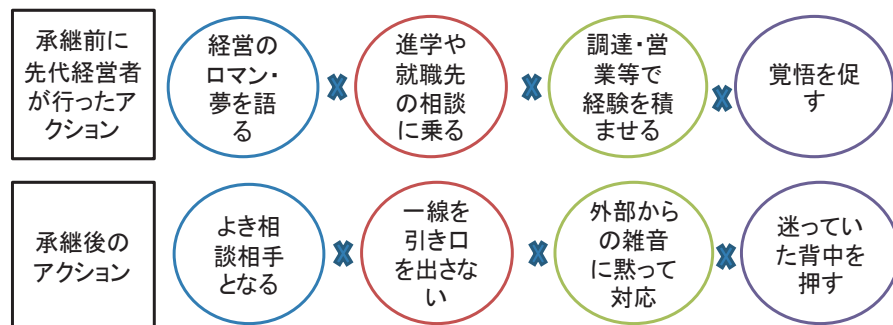 承継前に
先代経営者
が行ったア
クション
経営の
ロマン・
夢を語
る
進学や
就職先
の相談
に乗る
調達・営
業等で
経験を積
ませる
覚悟を促
す
承継後の
アクション
よき相
談相手
となる
一線を
引き口
を出さな
い
外部から
の雑音
に黙って
対応
迷ってい
た背中を
押す